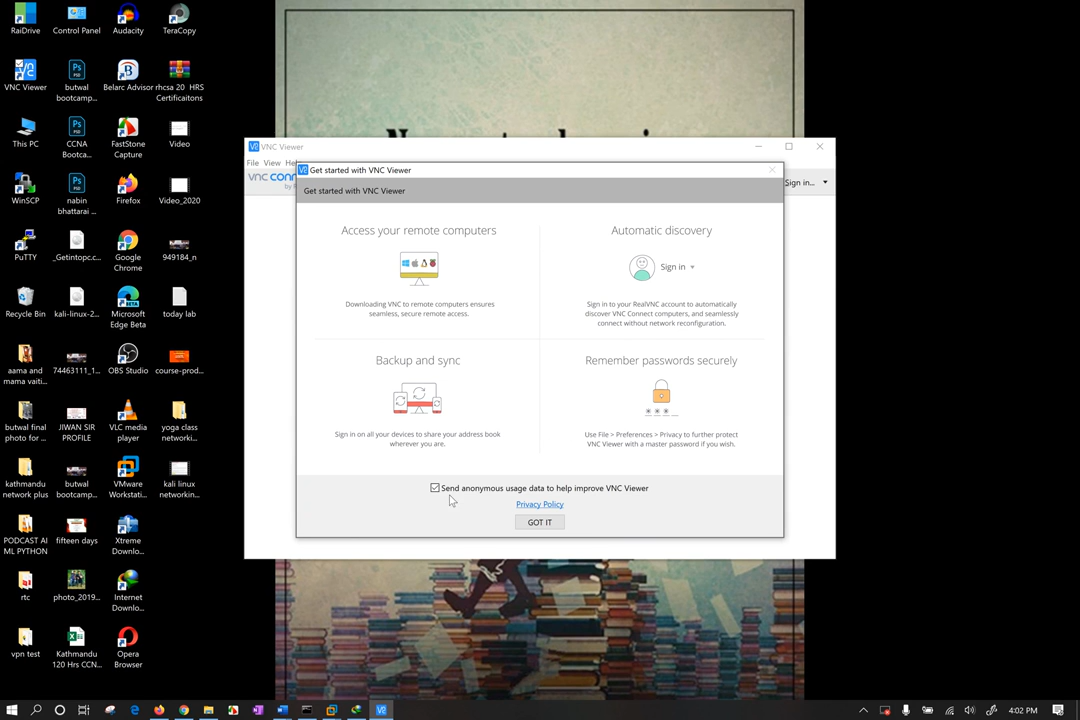 RaiDrive
Control Panel
Audacity
TeraCopy
VNC Viewer
butwal
bootcamp...
Belarc Advisor
rhcsa 20 HRS
Certificaitons
This PC
CCNA
Bootca...
FastStone
Capture
Video
WinSCP
nabin
bhattarai ...
Firefox
Video_2020
PuTTY
_Getintopc.c...
Google
Chrome
949184_n
Recycle Bin
kali-linux-2...
Microsoft
Edge Beta
today lab
aama and
mama vaiti...
74463111_1...
OBS Studio
course-prod...
butwal final
photo for ...
JIWAN SIR
PROFILE
VLC media
player
yoga class
networki...
kathmandu
network plus
butwal
bootcamp...
VMware
Workstati...
kali linux
networkin...
PODCAST AI
ML PYTHON
fifteen days
Xtreme
Downlo...
rtc
photo_2019...
Internet
Downlo...
vpn test
Kathmandu
120 Hrs CCN...
Opera
Browser
VNC Viewer
File View Help
vnc conn
by
Sign in...
Get started with VNC Viewer
Get started with VNC Viewer
Access your remote computers
Downloading VNC to remote computers ensures
seamless, secure remote access.
Automatic discovery
Sign in
Sign in to your RealVNC account to automatically
discover VNC Connect computers, and seamlessly
connect without network reconfiguration.
Backup and sync
Sign in on all your devices to share your address book
wherever you are.
Remember passwords securely
Use File > Preferences > Privacy to further protect
VNC Viewer with a master password if you wish.
Send anonymous usage data to help improve VNC Viewer
Privacy Policy
GOT IT
4:02 PM